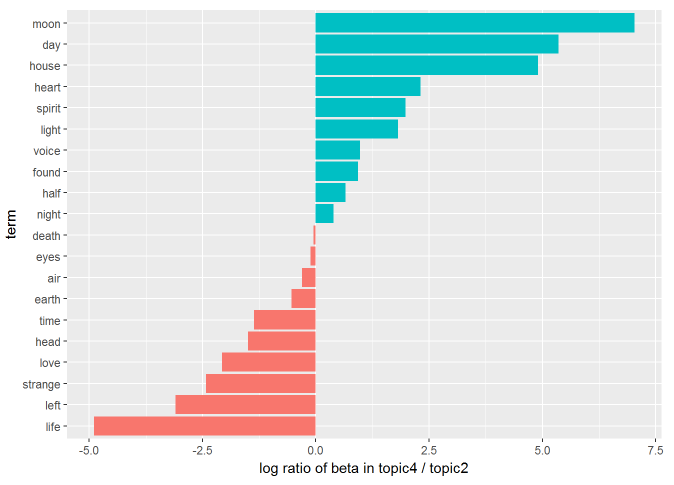 moon
day
house
heart
spirit
light
voice
found
half
night
death
eyes
air
earth
time
head
love
strange
left
life
term
-5.0 -2.5 0.0 2.5 5.0 7.5
log ratio of beta in topic4 / topic2